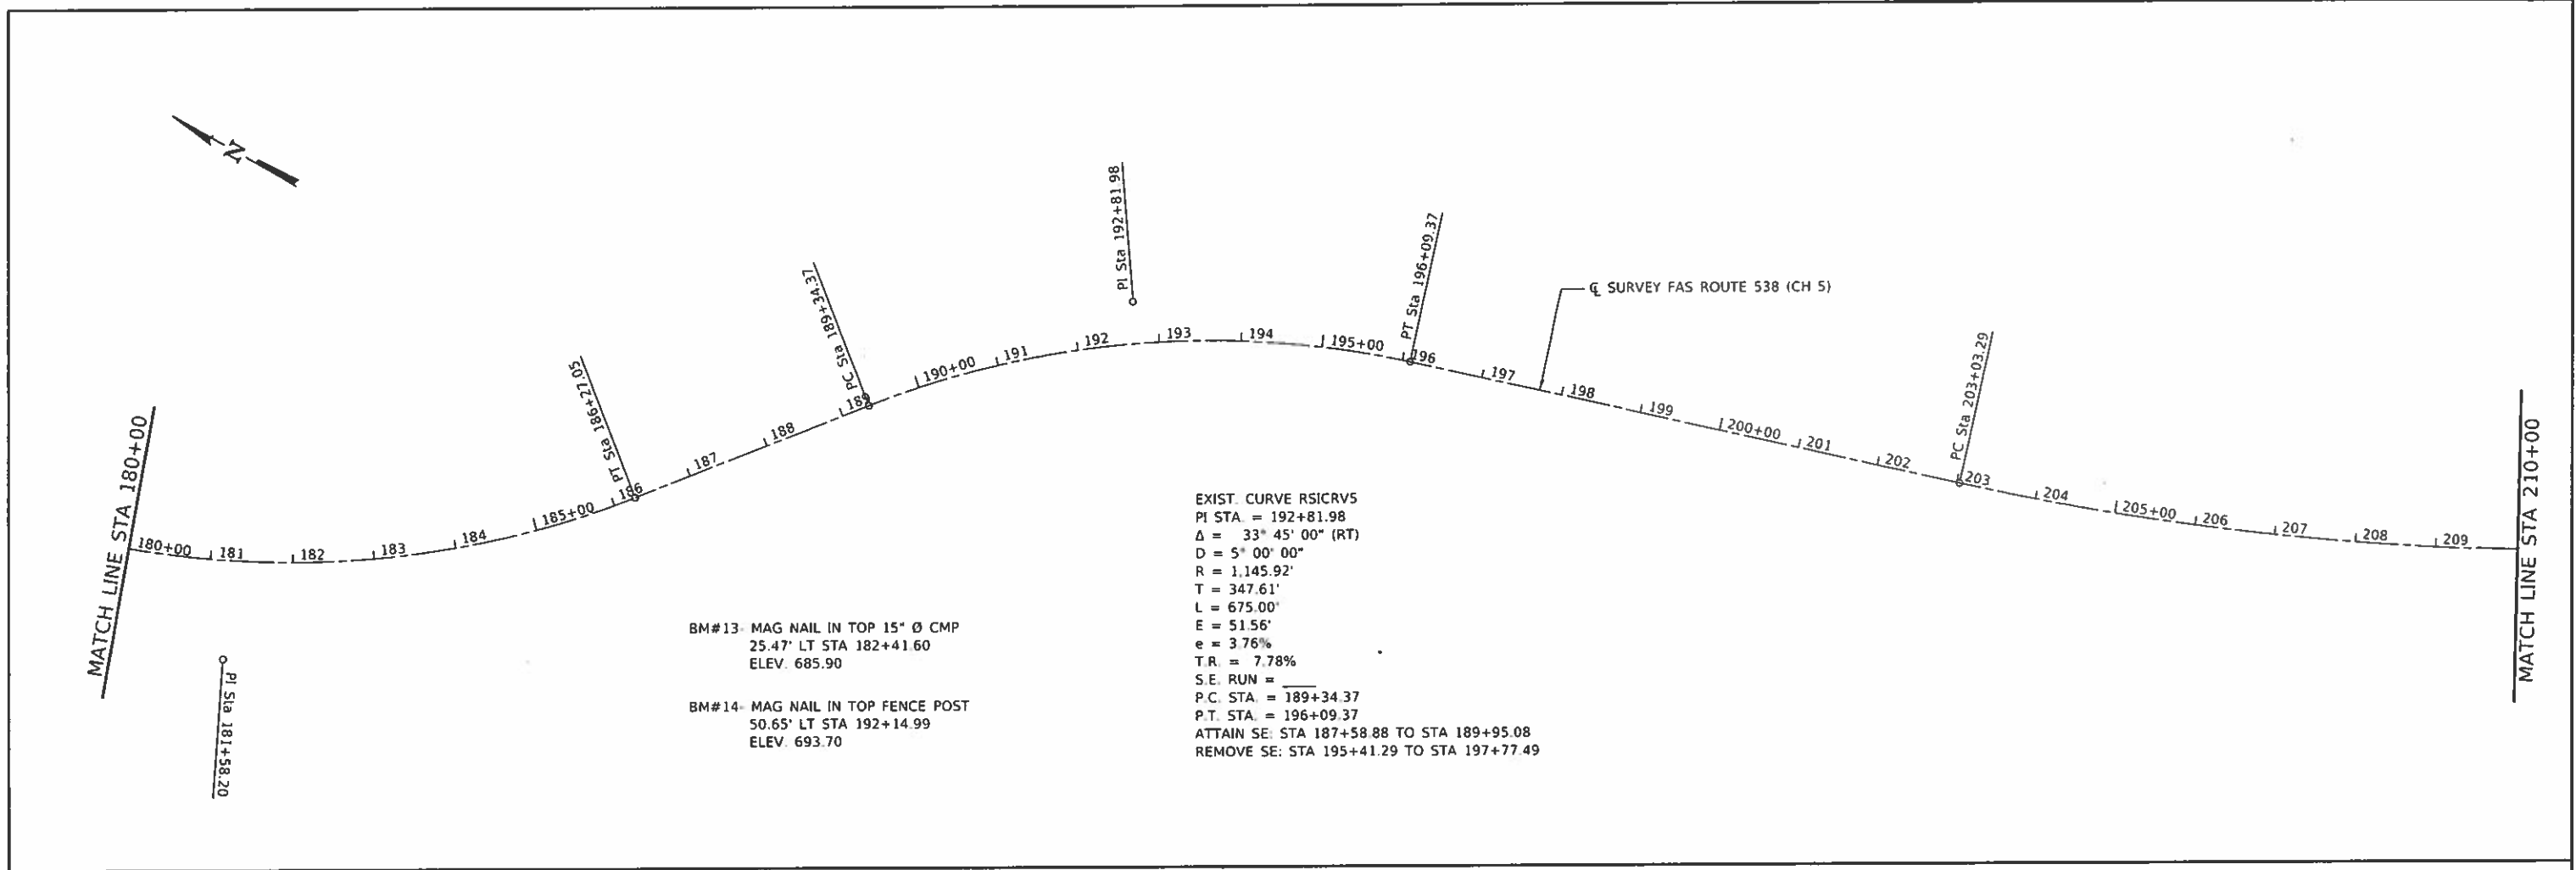 N
PI Sta 192+81.98
PT Sta 196+09.37
PC Sta 189+34.37
℄ SURVEY FAS ROUTE 538 (CH 5)
PT Sta 186+27.05
PC Sta 203+03.29
MATCH LINE STA 180+00
180+00 181 182 183 184 185+00 186 187 188 189 190+00 191 192 193 194 195+00 196 197 198 199 200+00 201 202 203 204 205+00 206 207 208 209
MATCH LINE STA 210+00
PI Sta 181+58.20
BM#13- MAG NAIL IN TOP 15" Ø CMP
25.47' LT STA 182+41.60
ELEV. 685.90
BM#14- MAG NAIL IN TOP FENCE POST
50.65' LT STA 192+14.99
ELEV. 693.70
EXIST. CURVE RSICRV5
PI STA. = 192+81.98
Δ = 33° 45' 00" (RT)
D = 5° 00' 00"
R = 1,145.92'
T = 347.61'
L = 675.00'
E = 51.56'
e = 3.76%
T.R. = 7.78%
S.E. RUN = ____
P.C. STA. = 189+34.37
P.T. STA. = 196+09.37
ATTAIN SE: STA 187+58.88 TO STA 189+95.08
REMOVE SE: STA 195+41.29 TO STA 197+77.49